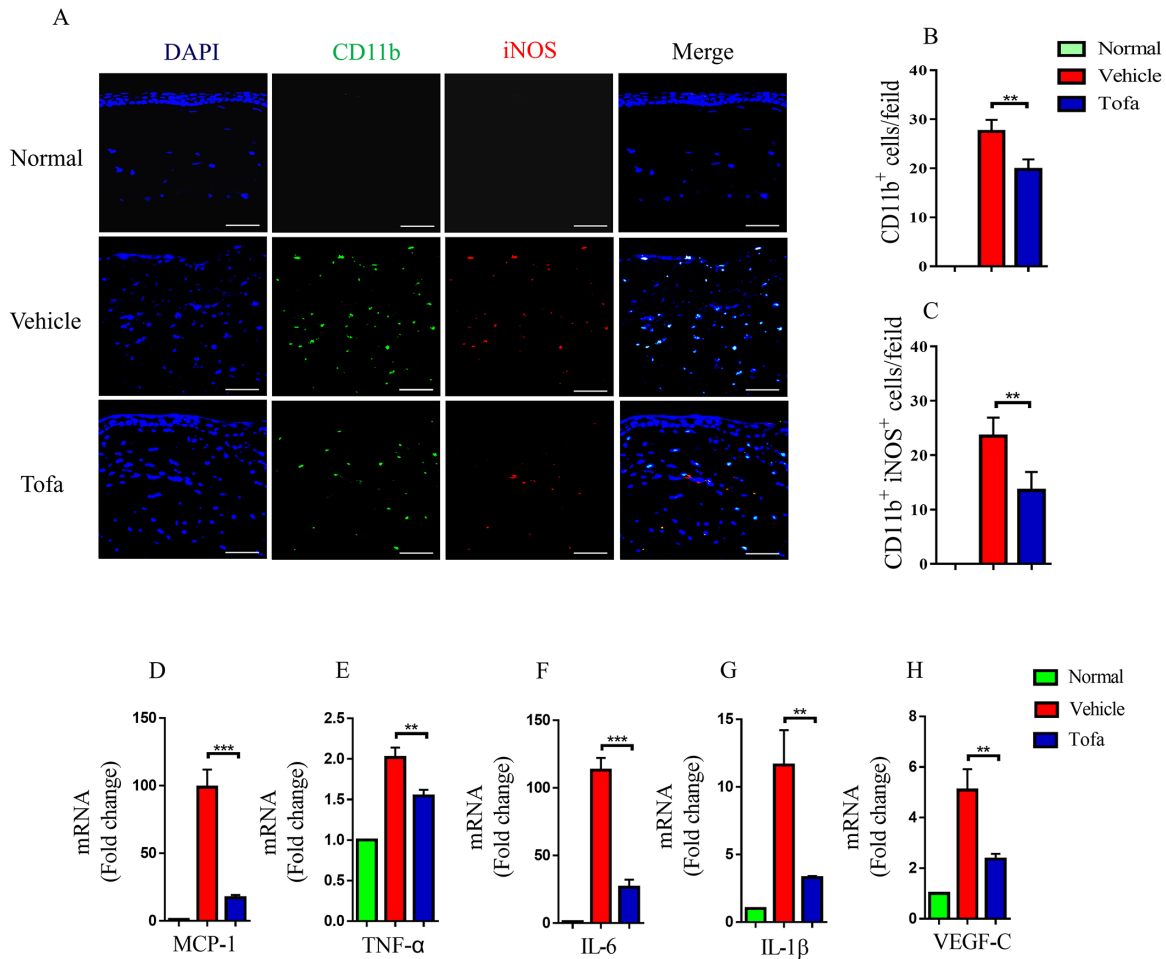 A
DAPI CD11b iNOS Merge
Normal
Vehicle
Tofa
B
Normal
Vehicle
Tofa
CD11b+ cells/feild
40
30
20
10
0
**
C
CD11b+ iNOS+ cells/feild
40
30
20
10
0
**
D
mRNA
(Fold change)
150
100
50
0
***
MCP-1
E
mRNA
(Fold change)
2.5
2.0
1.5
1.0
0.5
0.0
**
TNF-α
F
mRNA
(Fold change)
150
100
50
0
***
IL-6
G
mRNA
(Fold change)
15
10
5
0
**
IL-1β
H
mRNA
(Fold change)
8
6
4
2
0
**
VEGF-C
Normal
Vehicle
Tofa